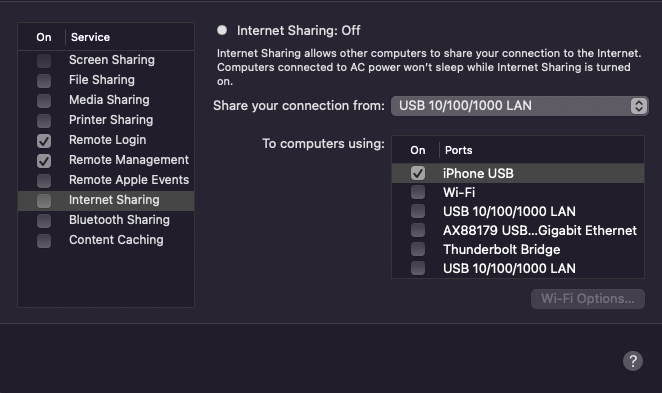 On Service
Screen Sharing
File Sharing
Media Sharing
Printer Sharing
Remote Login
Remote Management
Remote Apple Events
Internet Sharing
Bluetooth Sharing
Content Caching
Internet Sharing: Off
Internet Sharing allows other computers to share your connection to the Internet.
Computers connected to AC power won't sleep while Internet Sharing is turned
on.
Share your connection from: USB 10/100/1000 LAN
To computers using:
On Ports
iPhone USB
Wi-Fi
USB 10/100/1000 LAN
AX88179 USB...Gigabit Ethernet
Thunderbolt Bridge
USB 10/100/1000 LAN
Wi-Fi Options...
?